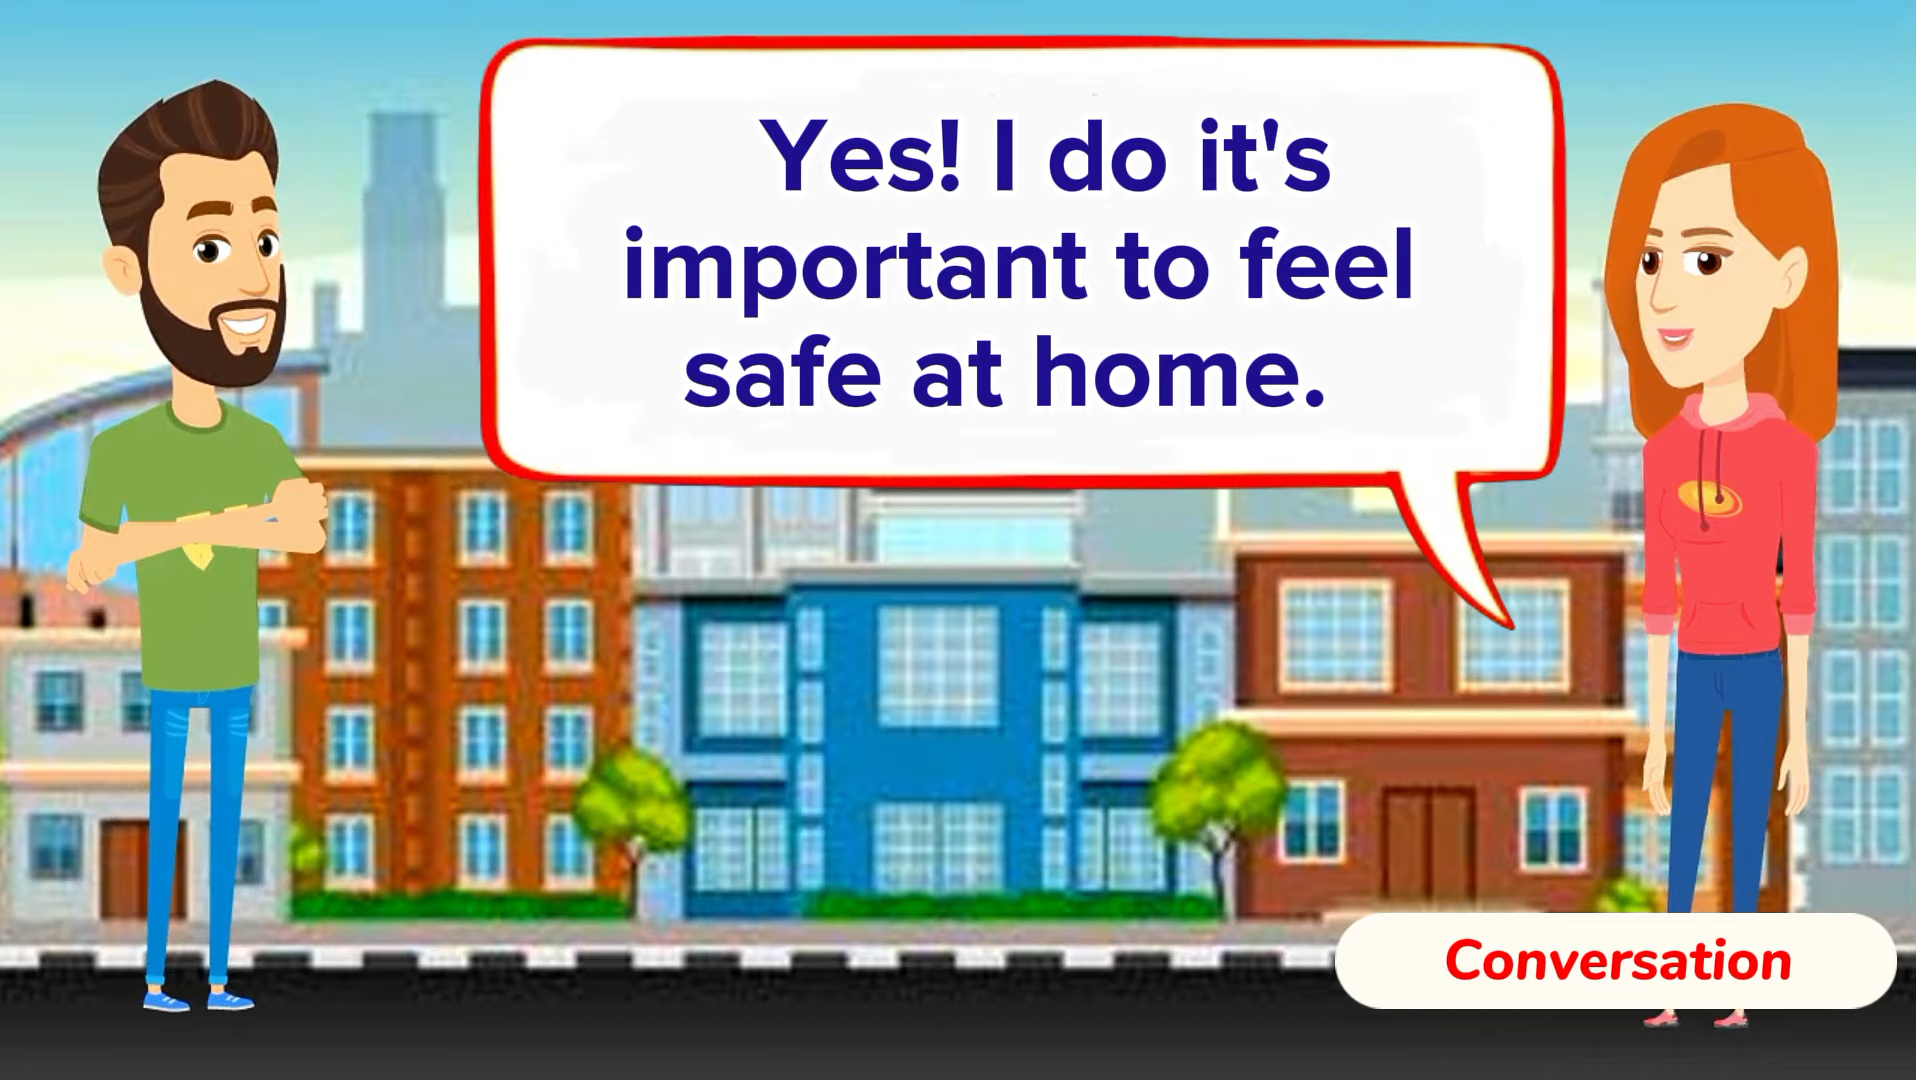 Yes! I do it's
important to feel
safe at home.
Conversation